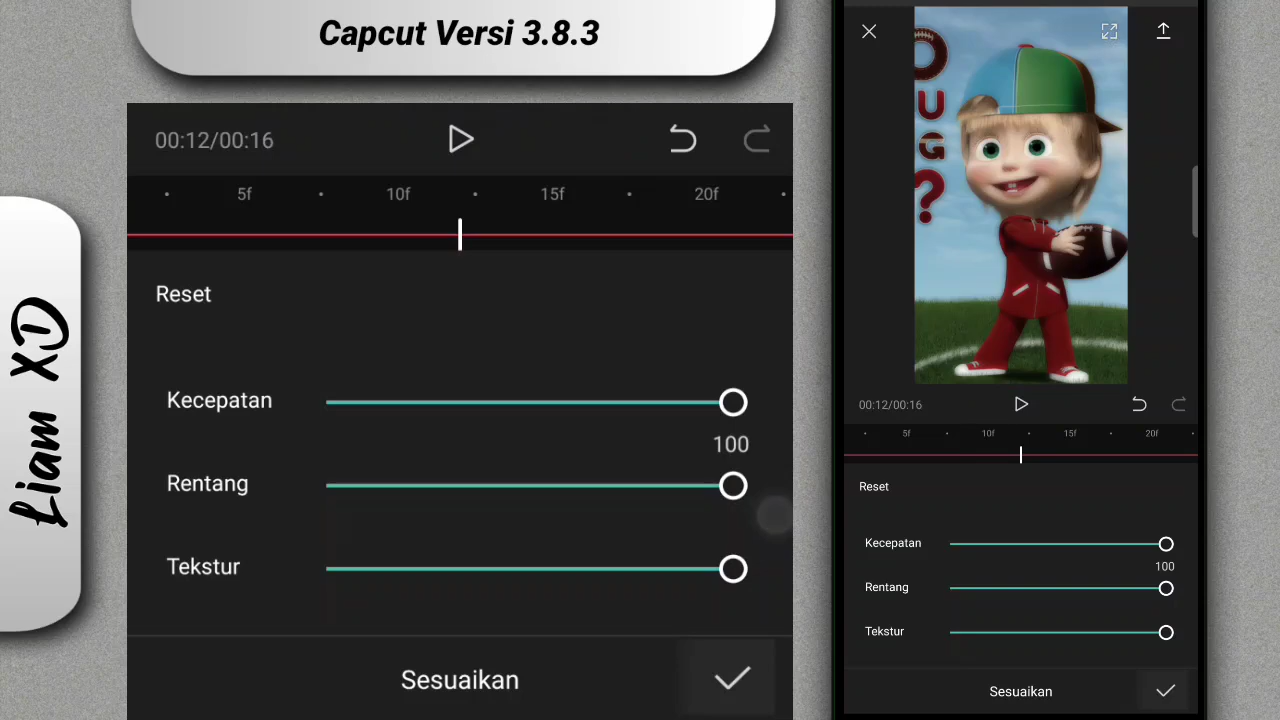 Capcut Versi 3.8.3
Liam XD
00:12/00:16
5f 10f 15f 20f
Reset
Kecepatan
100
Rentang
Tekstur
Sesuaikan
O
U
G
?
00:12/00:16
5f 10f 15f 20f
Reset
Kecepatan
100
Rentang
Tekstur
Sesuaikan